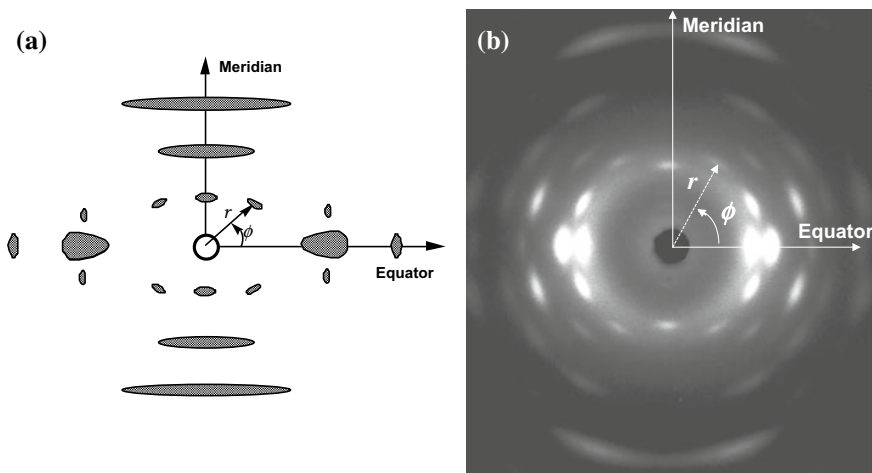 (a)
Meridian
r
ϕ
Equator
(b)
Meridian
r
ϕ
Equator